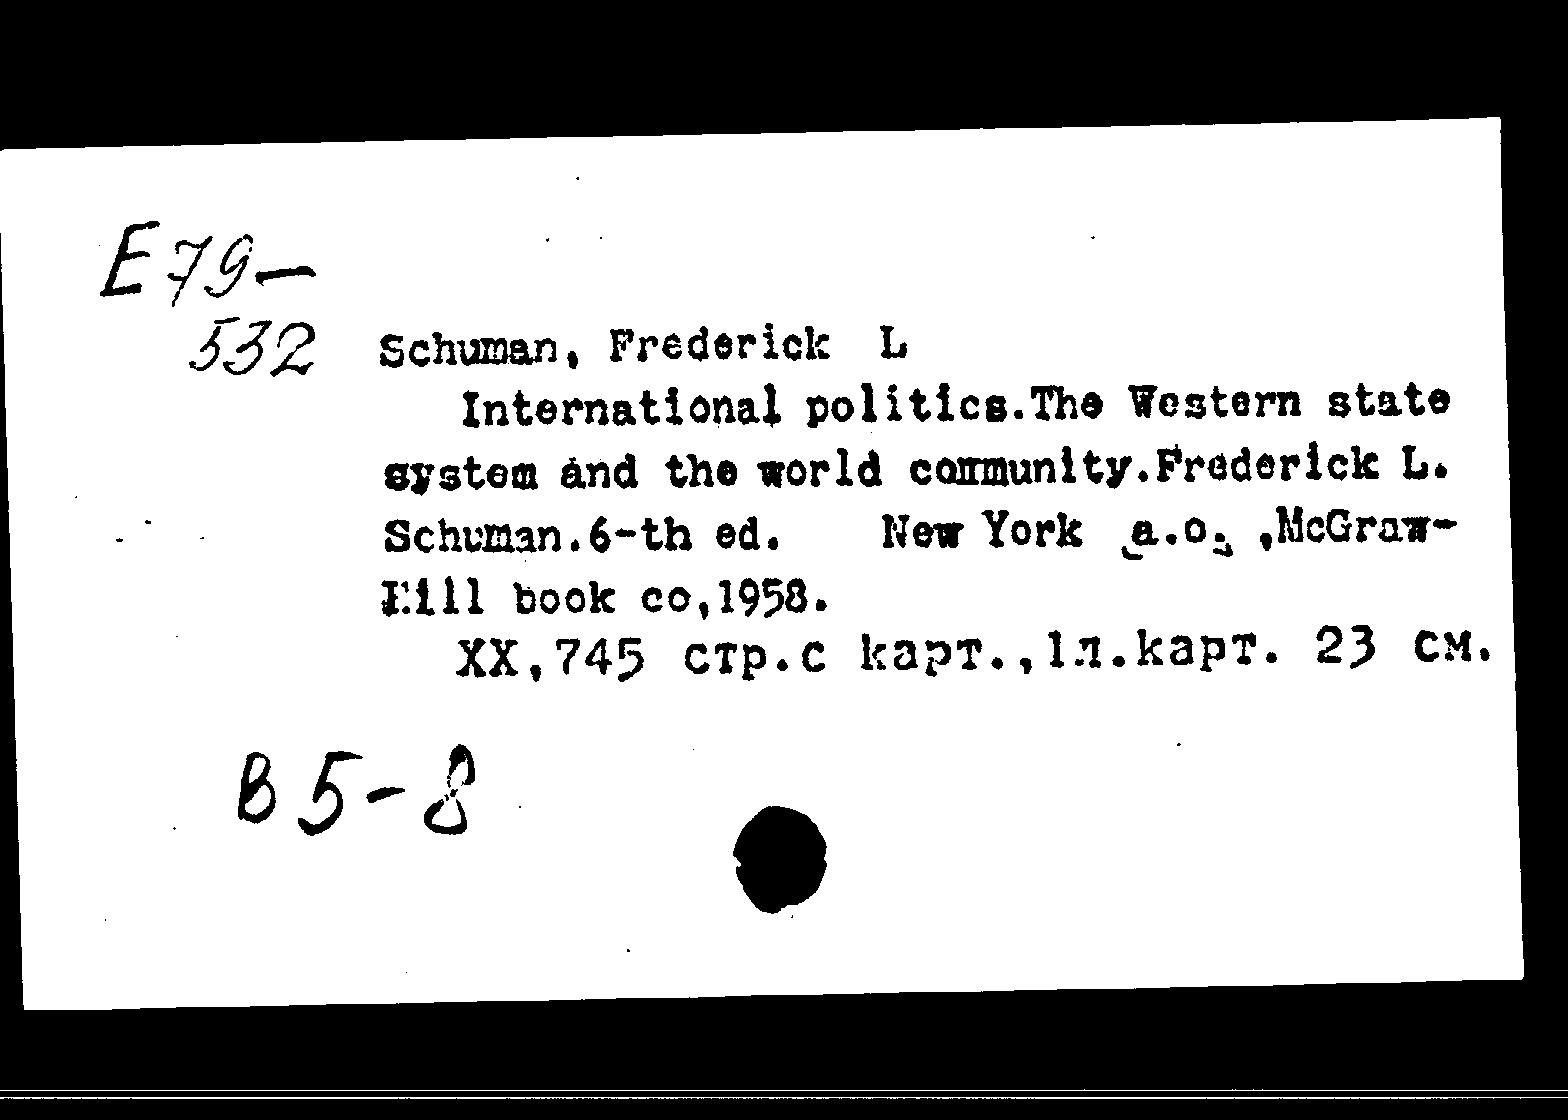 E79-
532
Schuman, Frederick L
International politics.The Western state
system and the world community.Frederick L.
Schuman.6-th ed. New York a.o. ,McGraw-
Hill book co,1958.
XX,745 стр.с карт.,1л.карт. 23 см.
B5-8